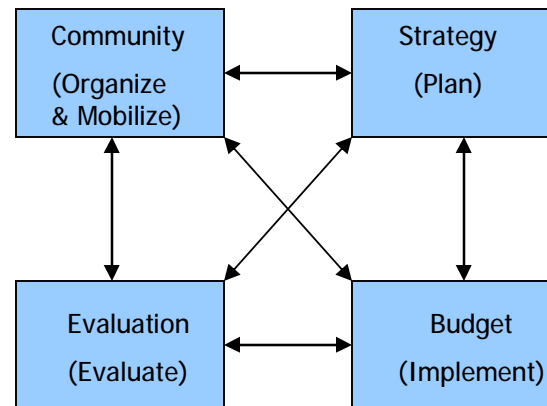 Community
(Organize
& Mobilize)
Strategy
(Plan)
Evaluation
(Evaluate)
Budget
(Implement)